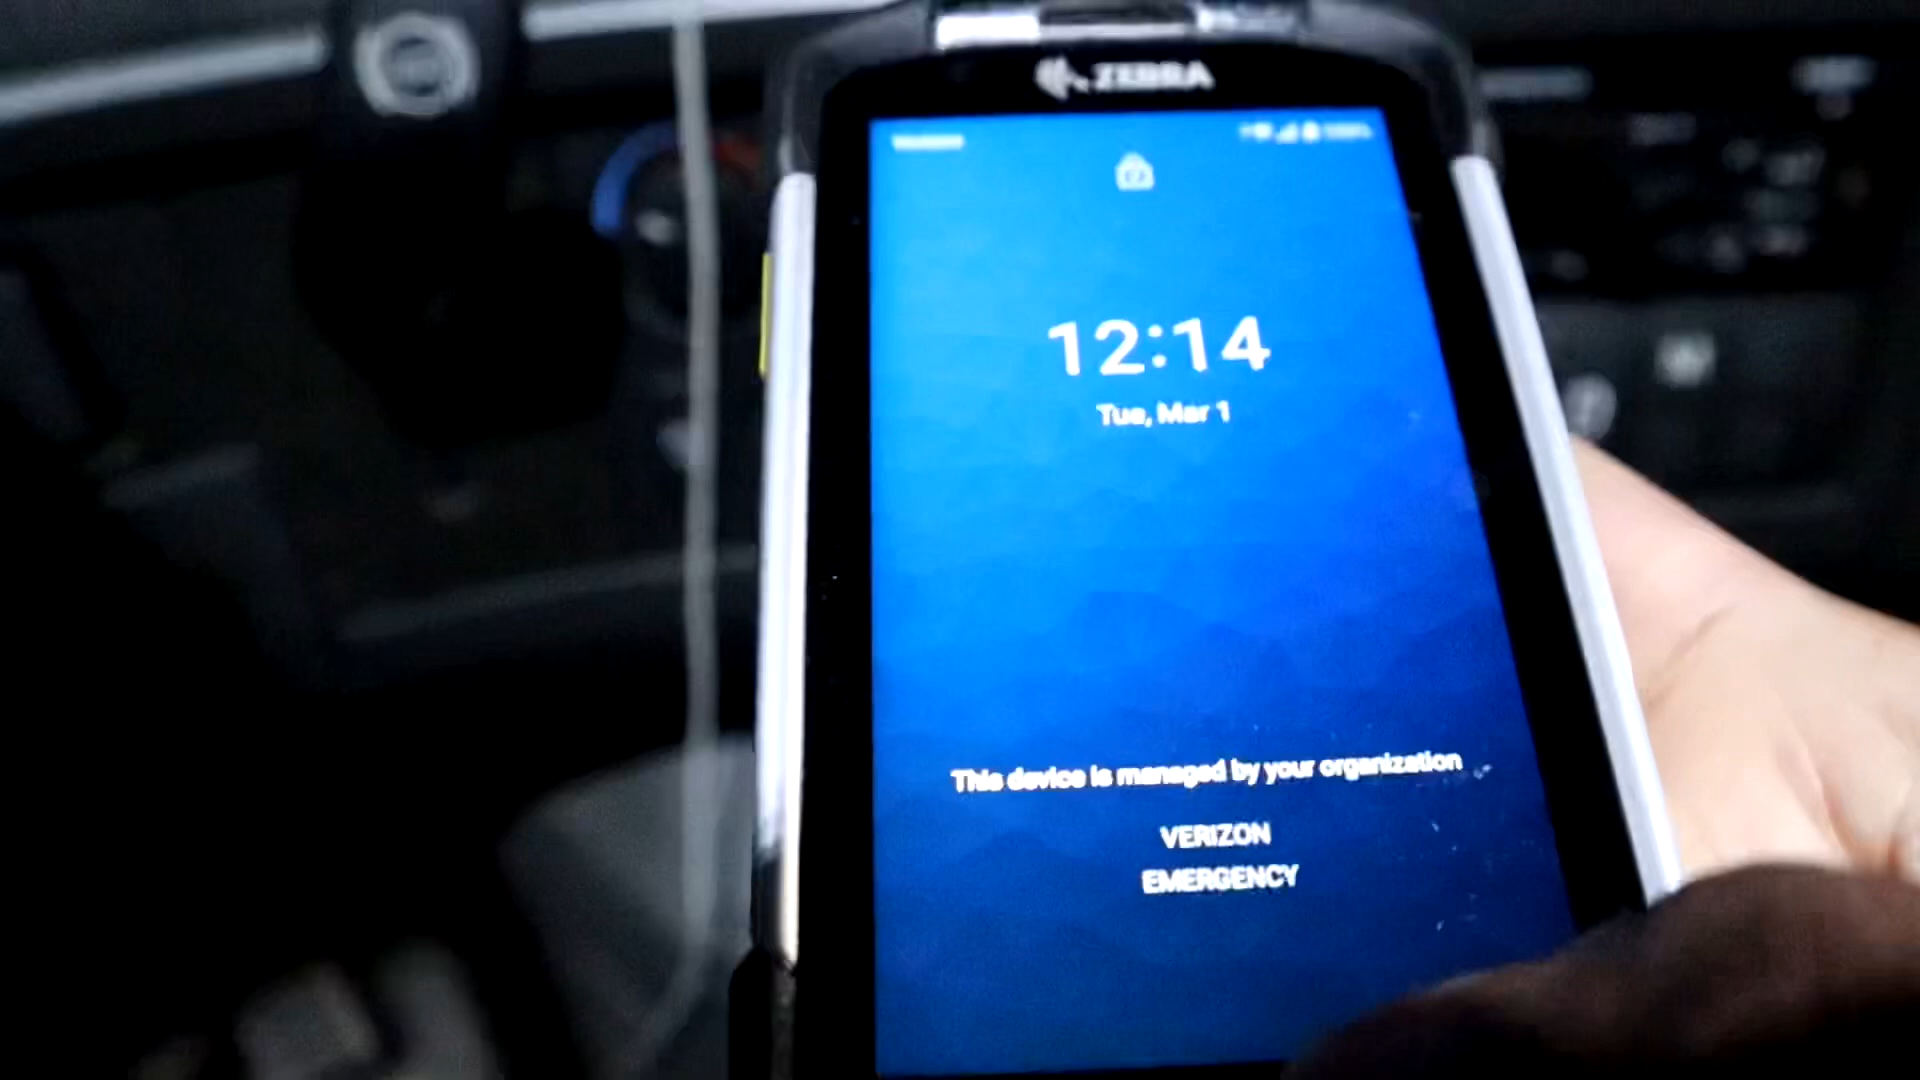 ZEBRA
12:14
Tue, Mar 1
This device is managed by your organization
VERIZON
EMERGENCY